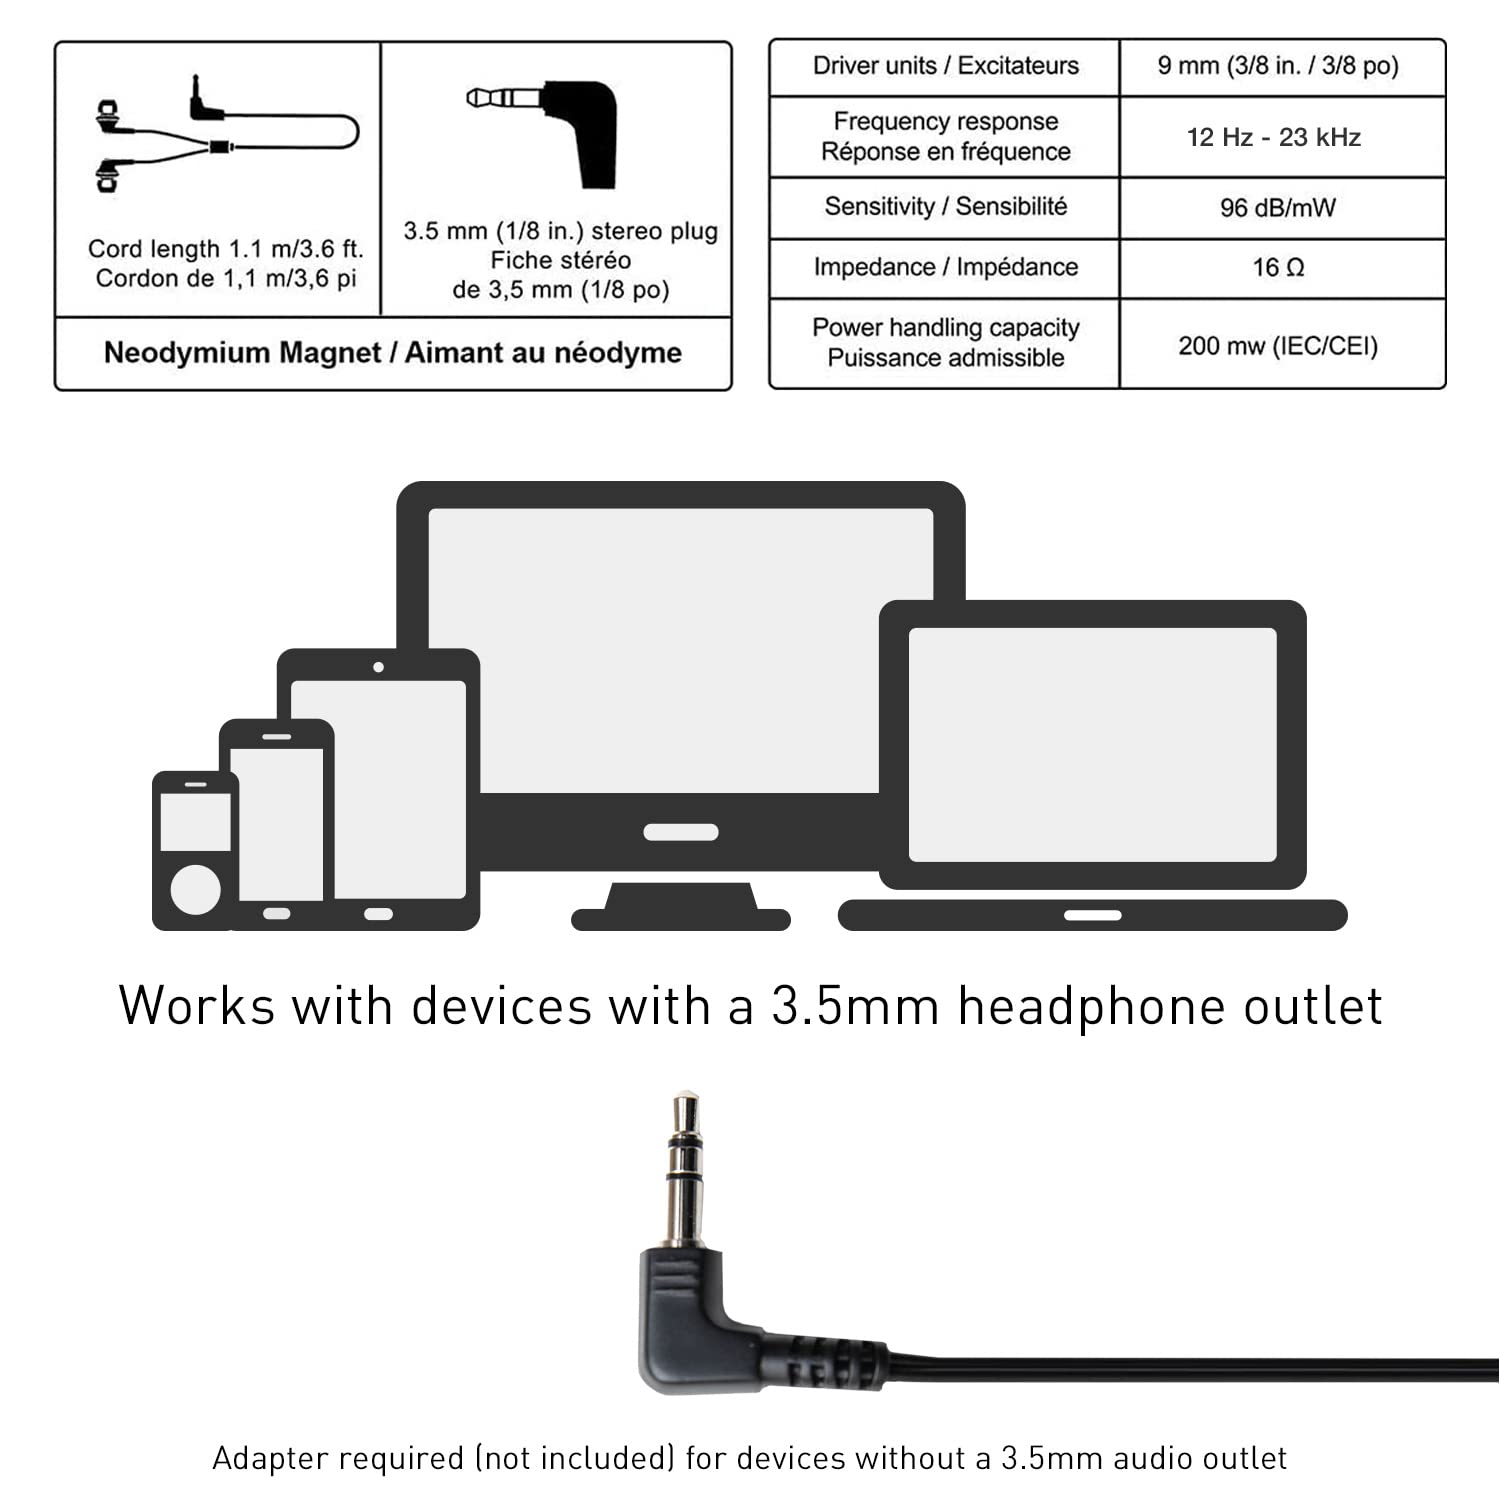 Cord length 1.1 m/3.6 ft.
Cordon de 1,1 m/3,6 pi
3.5 mm (1/8 in.) stereo plug
Fiche stéréo
de 3,5 mm (1/8 po)
Neodymium Magnet / Aimant au néodyme
Driver units / Excitateurs
9 mm (3/8 in. / 3/8 po)
Frequency response
Réponse en fréquence
12 Hz - 23 kHz
Sensitivity / Sensibilité
96 dB/mW
Impedance / Impédance
16 Ω
Power handling capacity
Puissance admissible
200 mw (IEC/CEI)
Works with devices with a 3.5mm headphone outlet
Adapter required (not included) for devices without a 3.5mm audio outlet